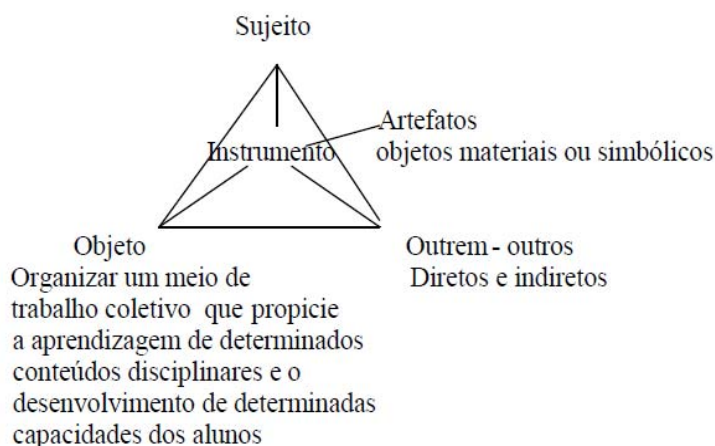 Sujeito
Artefatos
Instrumento objetos materiais ou simbólicos
Objeto
Organizar um meio de
trabalho coletivo que propicie
a aprendizagem de determinados
conteúdos disciplinares e o
desenvolvimento de determinadas
capacidades dos alunos
Outrem - outros
Diretos e indiretos